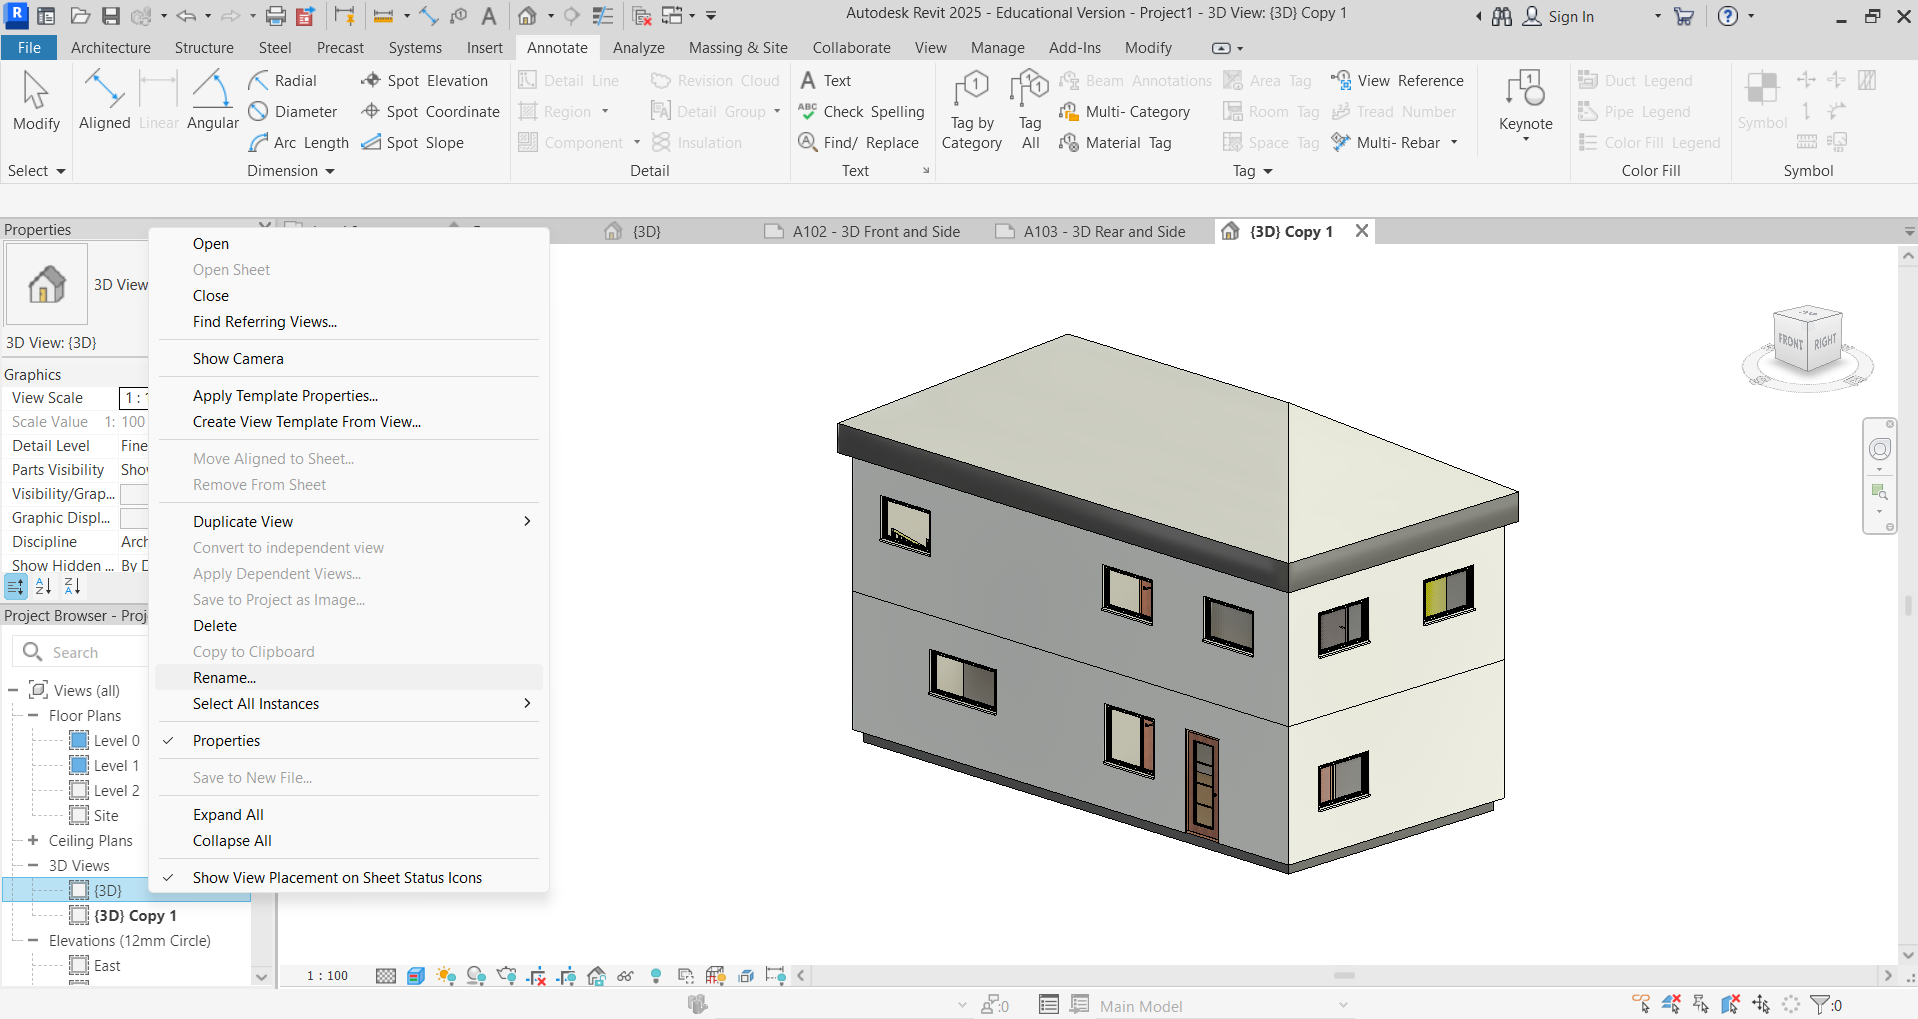 Autodesk Revit 2025 - Educational Version - Project1 - 3D View: {3D} Copy 1
Sign In
File Architecture Structure Steel Precast Systems Insert Annotate Analyze Massing & Site Collaborate View Manage Add-Ins Modify
Modify
Select
Aligned
Linear
Angular
Radial
Diameter
Arc Length
Spot Elevation
Spot Coordinate
Spot Slope
Dimension
Detail Line
Region
Component
Revision Cloud
Detail Group
Insulation
Detail
Text
ABC
Check Spelling
Find/ Replace
Text
Tag by
Category
Tag
All
Beam Annotations
Multi- Category
Material Tag
Area Tag
Room Tag
Space Tag
View Reference
Tread Number
Multi- Rebar
Tag
Keynote
Duct Legend
Pipe Legend
Color Fill Legend
Color Fill
Symbol
Symbol
{3D}
A102 - 3D Front and Side
A103 - 3D Rear and Side
{3D} Copy 1
Properties
3D View
3D View: {3D}
Graphics
View Scale 1 :
Scale Value 1: 100
Detail Level Fine
Parts Visibility Sho
Visibility/Grap...
Graphic Displ...
Discipline Arch
Show Hidden ... By D
Project Browser - Proj
Search
Views (all)
Floor Plans
Level 0
Level 1
Level 2
Site
Ceiling Plans
3D Views
{3D}
{3D} Copy 1
Elevations (12mm Circle)
East
Open
Open Sheet
Close
Find Referring Views...
Show Camera
Apply Template Properties...
Create View Template From View...
Move Aligned to Sheet...
Remove From Sheet
Duplicate View
Convert to independent view
Apply Dependent Views...
Save to Project as Image...
Delete
Copy to Clipboard
Rename...
Select All Instances
Properties
Save to New File...
Expand All
Collapse All
Show View Placement on Sheet Status Icons
FRONT
RIGHT
1 : 100
:0
Main Model
:0